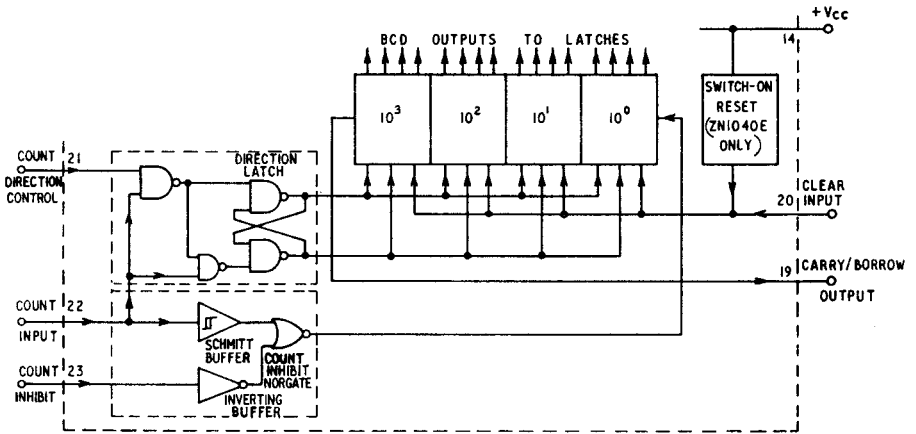 +Vcc
14
BCD OUTPUTS TO LATCHES
SWITCH-ON
RESET
(ZN1040E
ONLY)
10³
10²
10¹
10⁰
COUNT
21
DIRECTION
CONTROL
DIRECTION
LATCH
CLEAR
INPUT
20
19
CARRY/BORROW
OUTPUT
COUNT
22
INPUT
SCHMITT
BUFFER
COUNT
INHIBIT
NORGATE
COUNT
23
INHIBIT
INVERTING
BUFFER